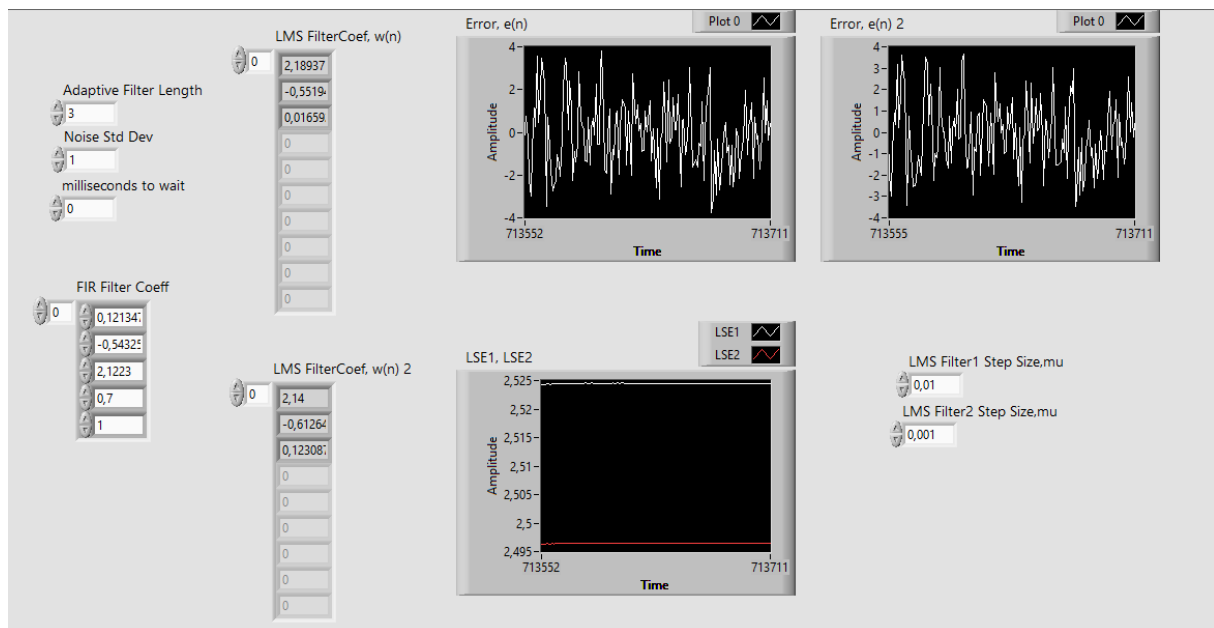 LMS FilterCoef, w(n)
0
2,18937
-0,5519
0,01659
0
0
0
0
0
0
0
Adaptive Filter Length
3
Noise Std Dev
1
milliseconds to wait
0
FIR Filter Coeff
0
0,121347
-0,5432
2,1223
0,7
1
LMS FilterCoef, w(n) 2
0
2,14
-0,6126
0,123087
0
0
0
0
0
0
Error, e(n)
Plot 0
4
2
0
-2
-4
Amplitude
713552
713711
Time
Error, e(n) 2
Plot 0
4
3
2
1
0
-1
-2
-3
-4
Amplitude
713555
713711
Time
LSE1
LSE2
LSE1, LSE2
2,525
2,52
2,515
2,51
2,505
2,5
2,495
Amplitude
713552
713711
Time
LMS Filter1 Step Size,mu
0,01
LMS Filter2 Step Size,mu
0,001